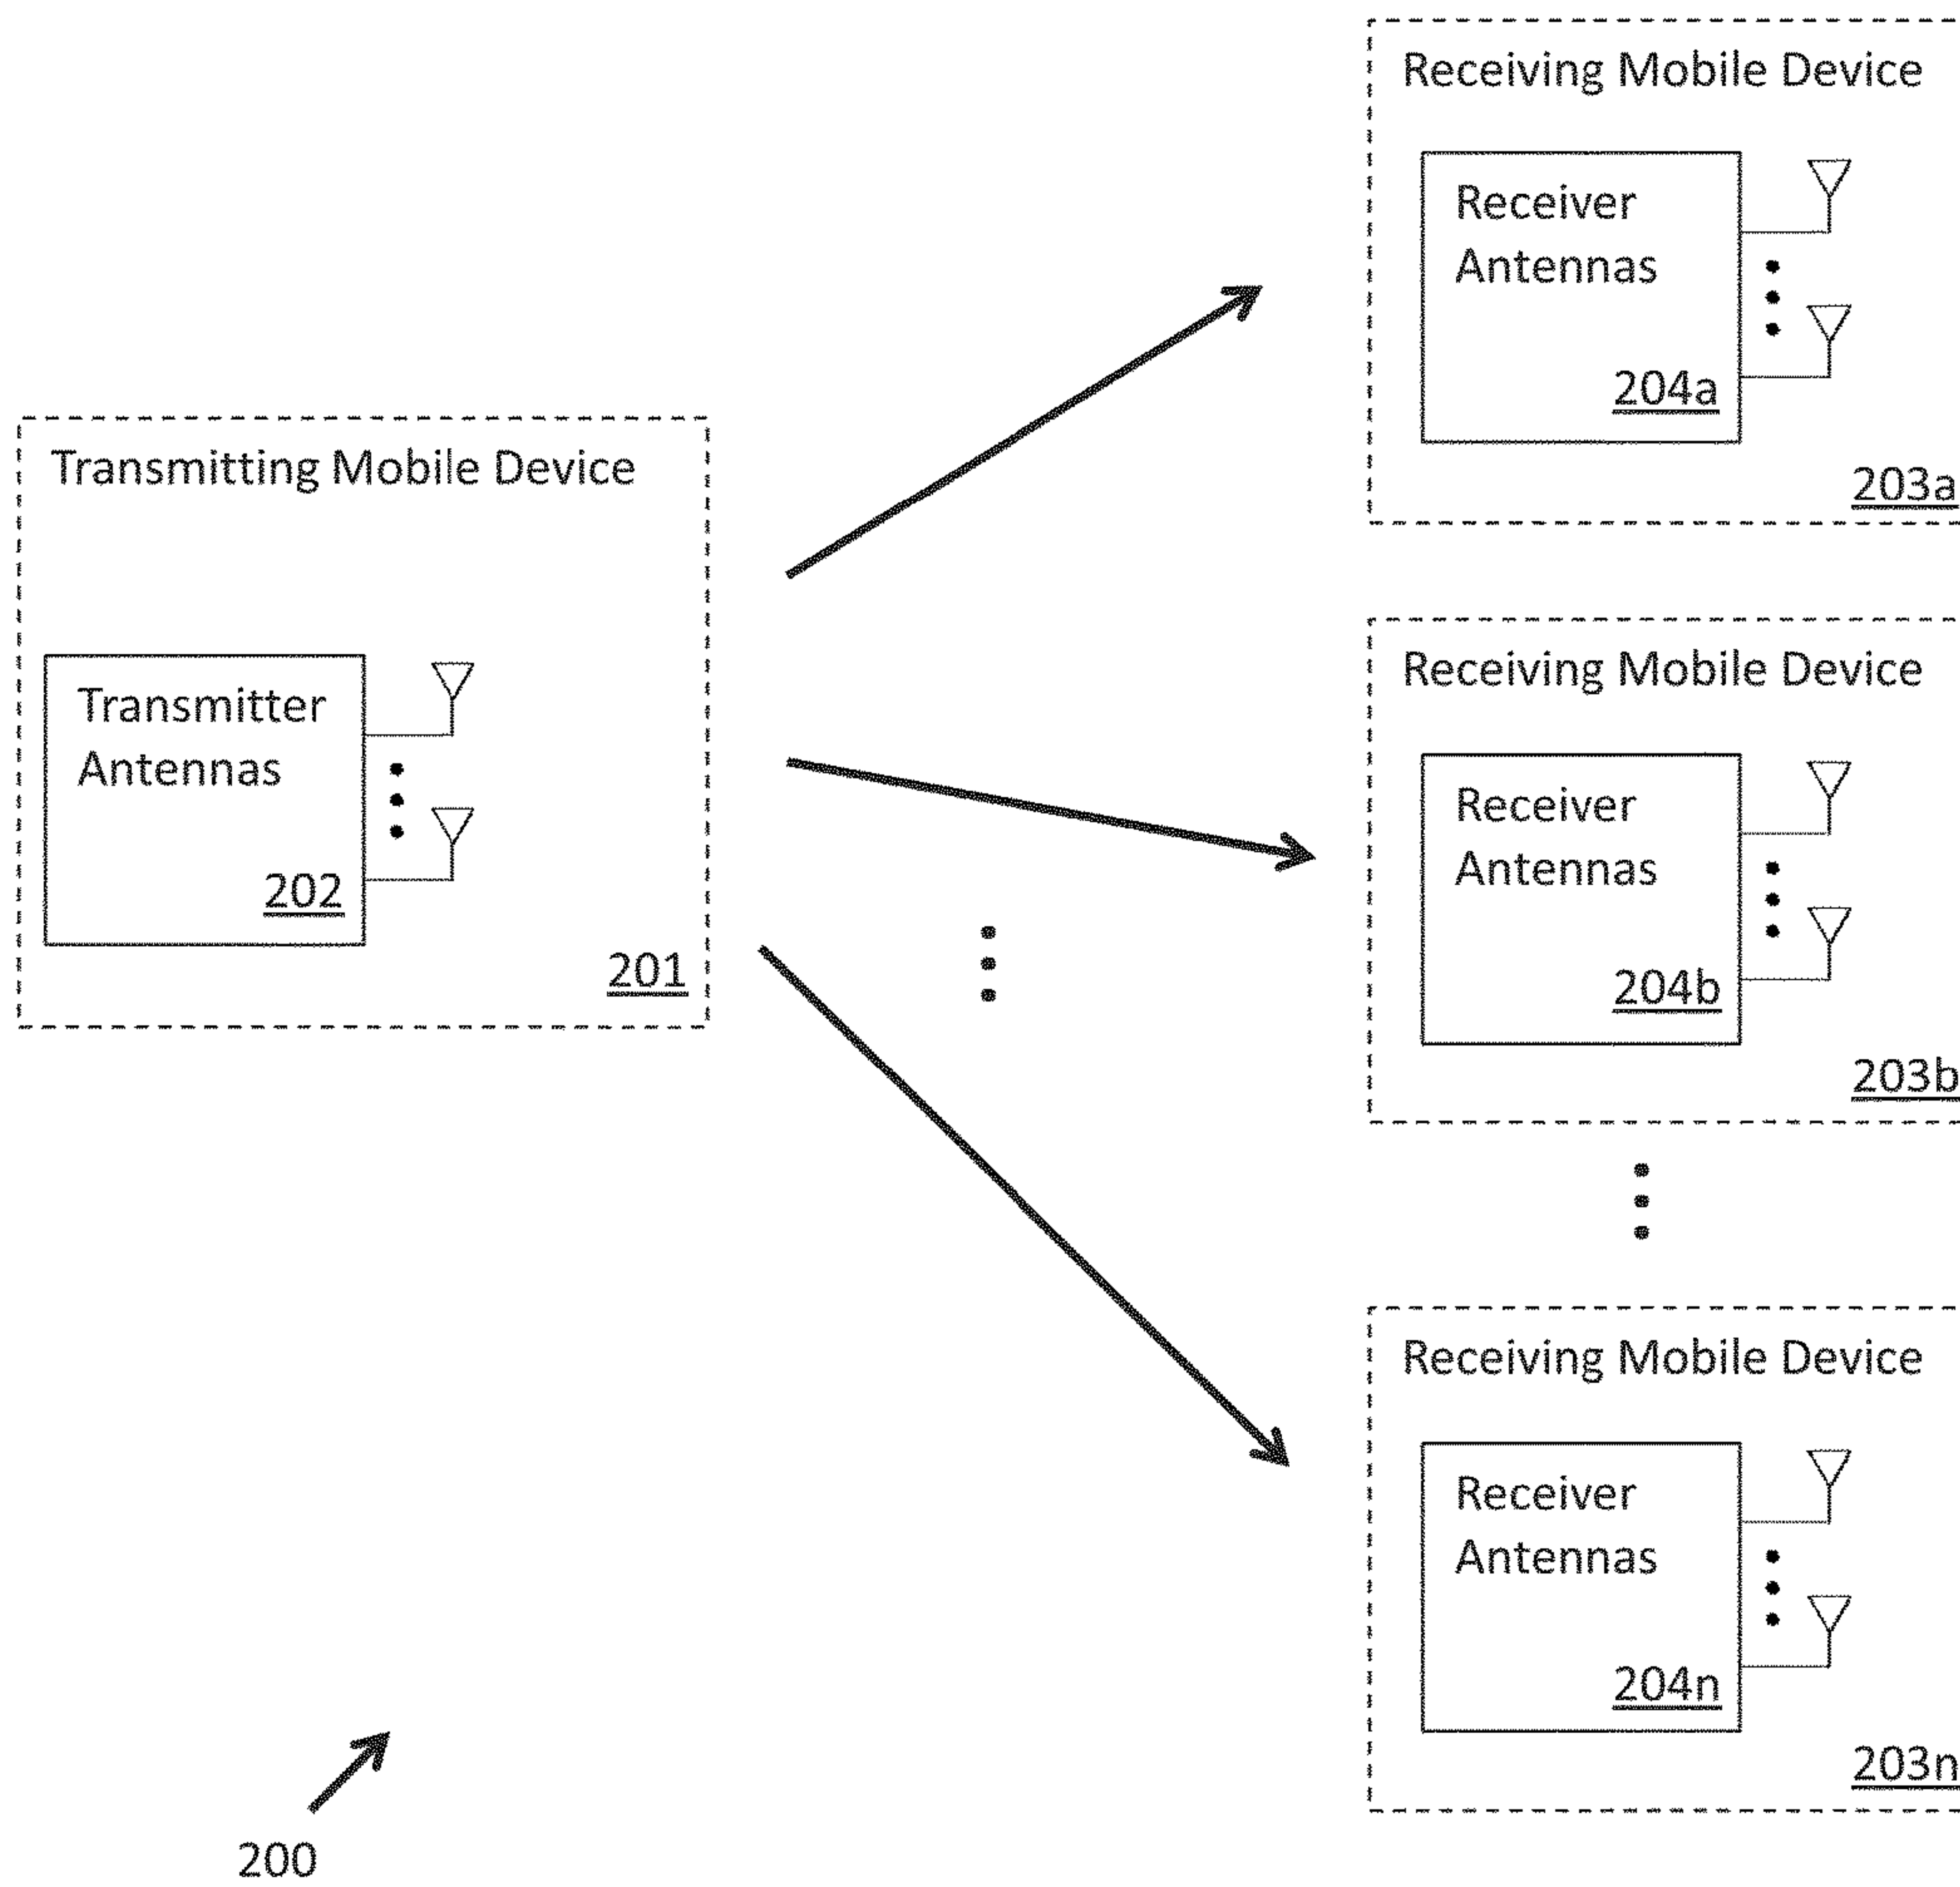 Transmitting Mobile Device
Transmitter
Antennas
202
201
Receiving Mobile Device
Receiver
Antennas
204a
203a
Receiving Mobile Device
Receiver
Antennas
204b
203b
Receiving Mobile Device
Receiver
Antennas
204n
203n
200